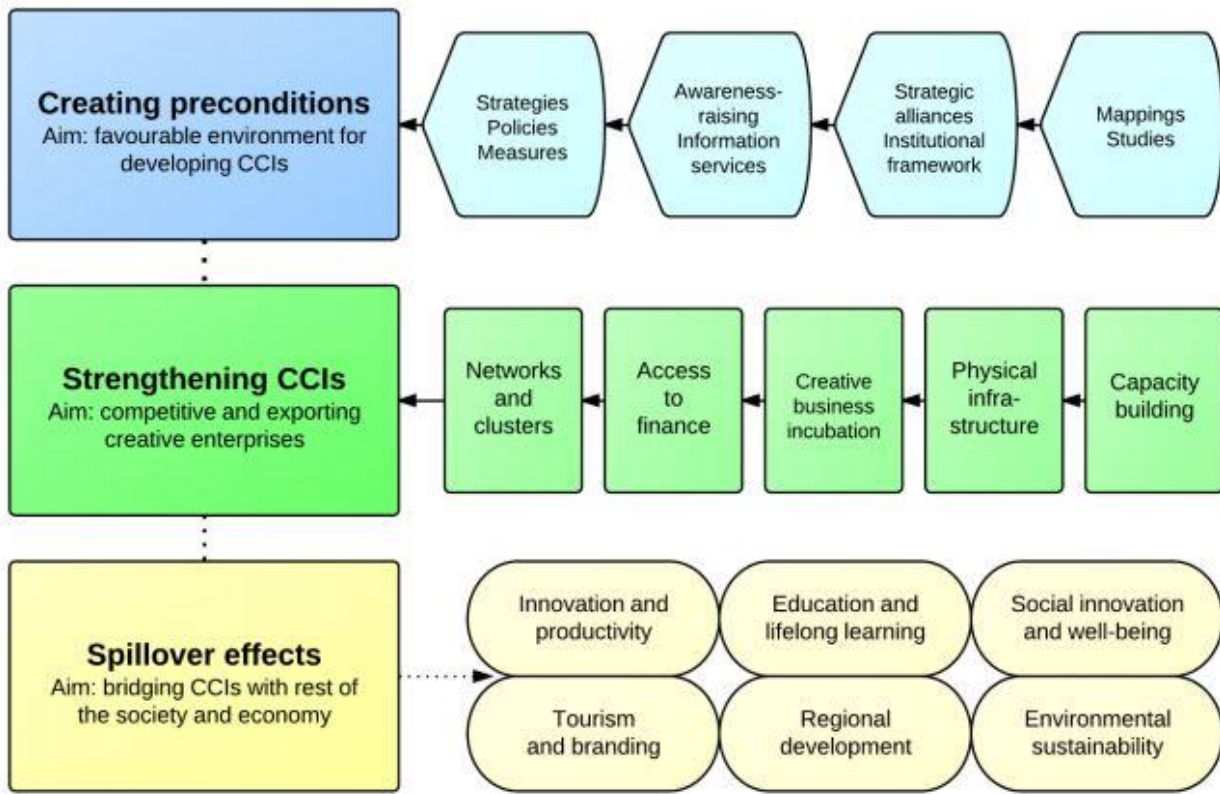 Creating preconditions
Aim: favourable environment for
developing CCIs
Strategies
Policies
Measures
Awareness-
raising
Information
services
Strategic
alliances
Institutional
framework
Mappings
Studies
Strengthening CCIs
Aim: competitive and exporting
creative enterprises
Networks
and
clusters
Access
to
finance
Creative
business
incubation
Physical
infra-
structure
Capacity
building
Spillover effects
Aim: bridging CCIs with rest of
the society and economy
Innovation and
productivity
Education and
lifelong learning
Social innovation
and well-being
Tourism
and branding
Regional
development
Environmental
sustainability